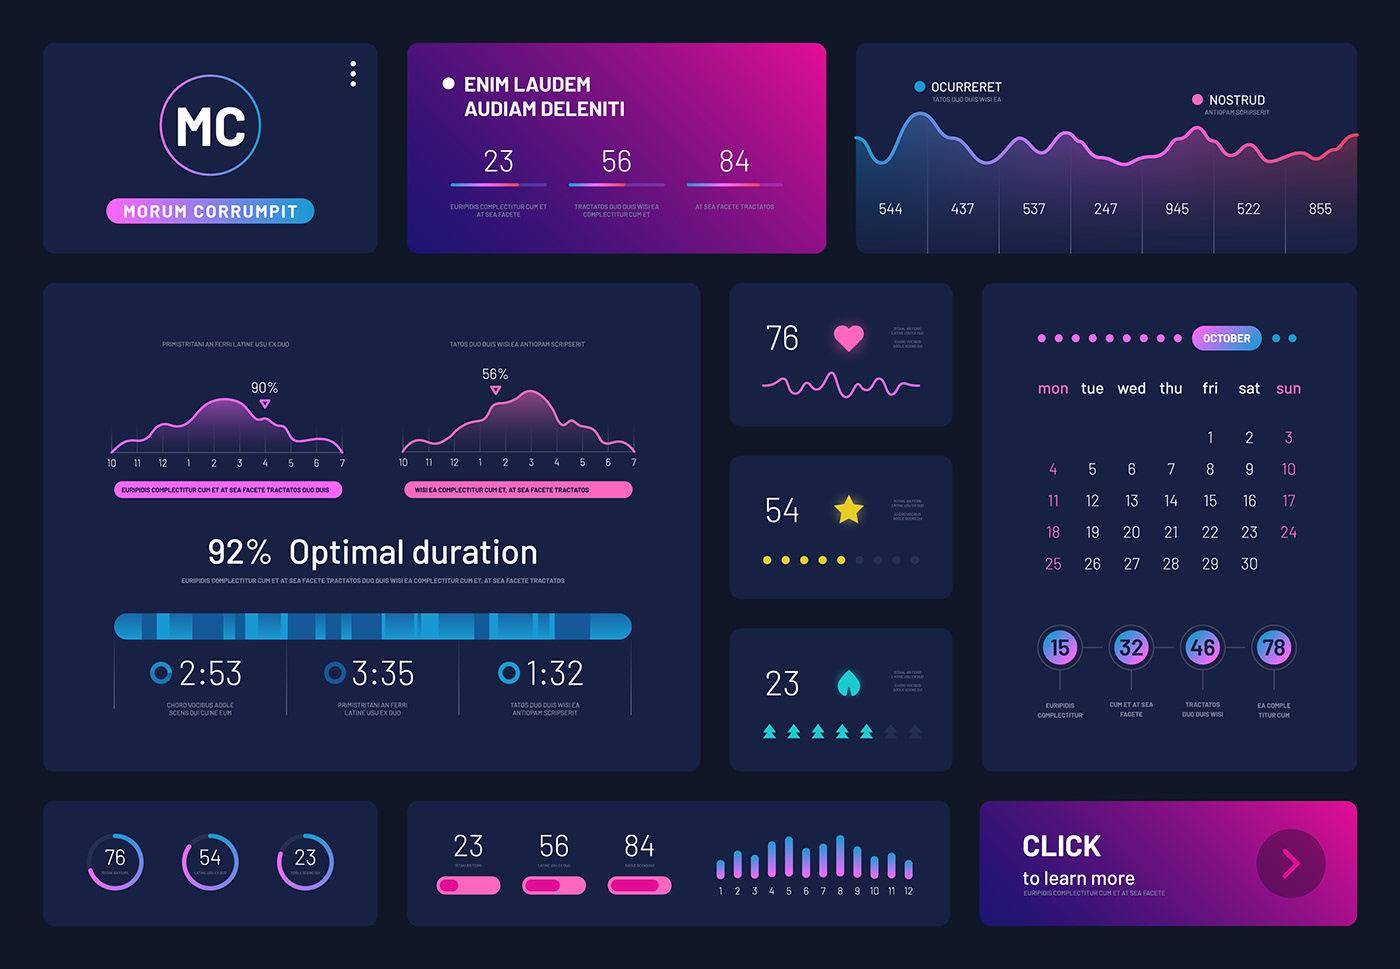 MC
MORUM CORRUMPIT
ENIM LAUDEM
AUDIAM DELENITI
23 56 84
EURIPIDIS COMPLECTITUR CUM ET
AT SEA FACETE
TRACTATOS DUO DUIS WISI EA
COMPLECTITUR CUM ET
AT SEA FACETE TRACTATOS
OCURRERET
TATOS DUO DUIS WISI EA
NOSTRUD
ANTIOPAM SCRIPSERIT
544 437 537 247 945 522 855
PRIMISTRITANI AN FERRI LATINE USU EX DUO
90%
10 11 12 1 2 3 4 5 6 7
EURIPIDIS COMPLECTITUR CUM ET AT SEA FACETE TRACTATOS DUO DUIS
TATOS DUO DUIS WISI EA ANTIOPAM SCRIPSERIT
56%
10 11 12 1 2 3 4 5 6 7
WISI EA COMPLECTITUR CUM ET, AT SEA FACETE TRACTATOS
92% Optimal duration
EURIPIDIS COMPLECTITUR CUM ET AT SEA FACETE TRACTATOS DUO DUIS WISI EA COMPLECTITUR CUM ET, AT SEA FACETE TRACTATOS
2:53
CHORO VOCIBUS ADOLE
SCENS QUI CU NE EUM
3:35
PRIMISTRITANI AN FERRI
LATINE USU EX DUO
1:32
TATOS DUO DUIS WISI EA
ANTIOPAM SCRIPSERIT
76
54
23
OCTOBER
mon tue wed thu fri sat sun
1 2 3
4 5 6 7 8 9 10
11 12 13 14 15 16 17
18 19 20 21 22 23 24
25 26 27 28 29 30
15 32 46 78
EURIPIDIS
COMPLECTITUR
CUM ET AT SEA
FACETE
TRACTATOS
DUO DUIS WISI
EA COMPLE
TITUR CUM
76 54 23
23 56 84
1 2 3 4 5 6 7 8 9 10 11 12
CLICK
to learn more
EURIPIDIS COMPLECTITUR CUM ET AT SEA FACETE